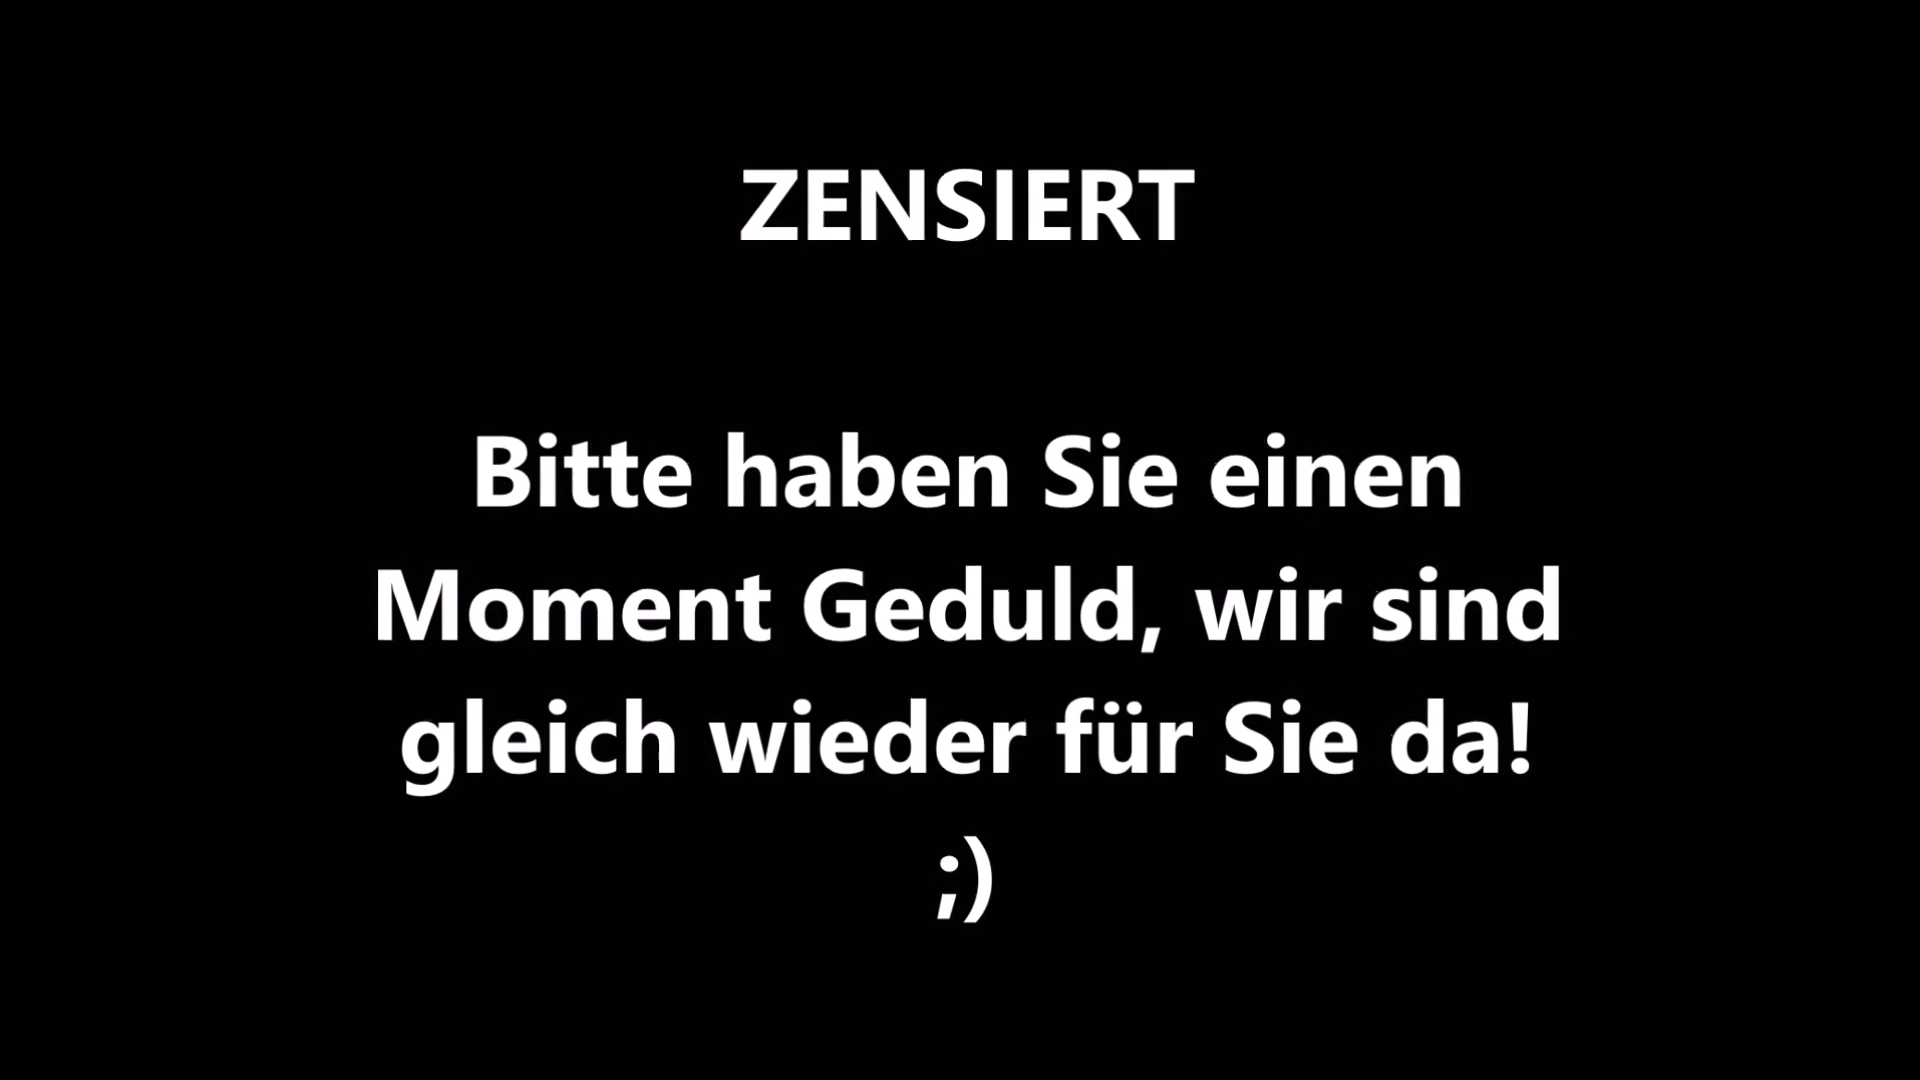 ZENSIERT
Bitte haben Sie einen
Moment Geduld, wir sind
gleich wieder für Sie da!
;)